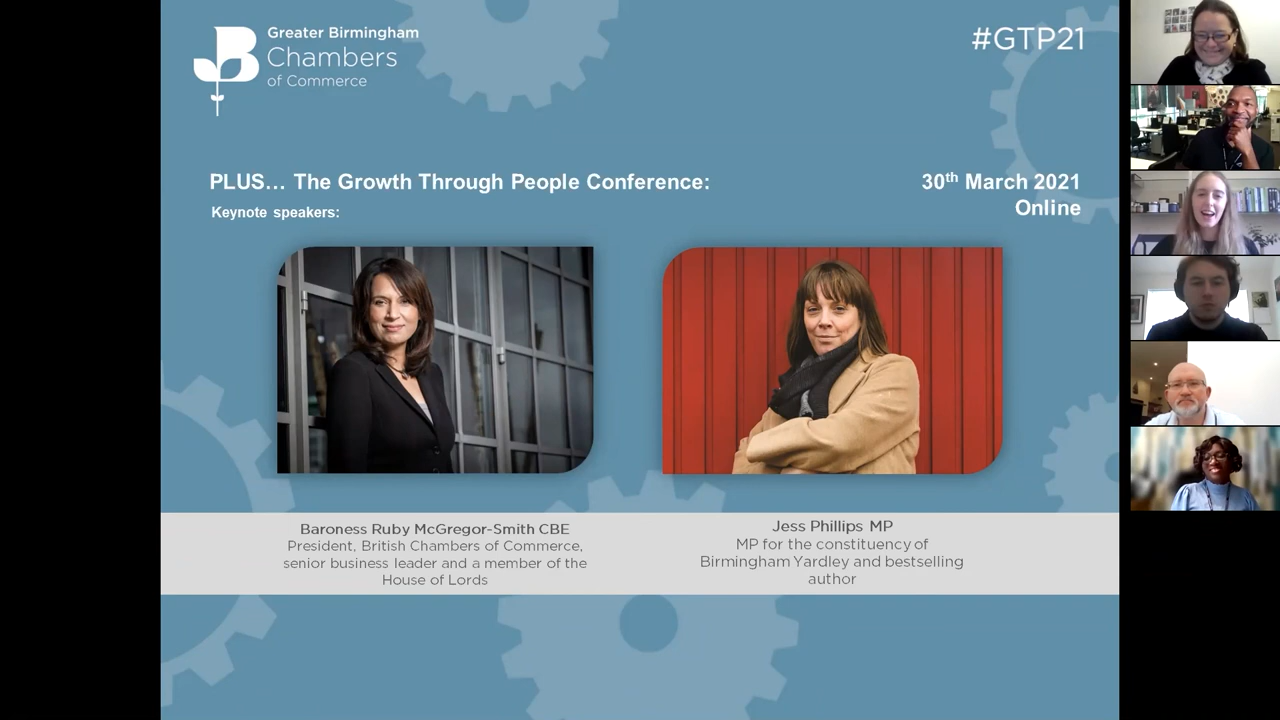 Greater Birmingham
Chambers
of Commerce
#GTP21
PLUS... The Growth Through People Conference:
30th March 2021
Online
Keynote speakers:
Baroness Ruby McGregor-Smith CBE
President, British Chambers of Commerce,
senior business leader and a member of the
House of Lords
Jess Phillips MP
MP for the constituency of
Birmingham Yardley and bestselling
author